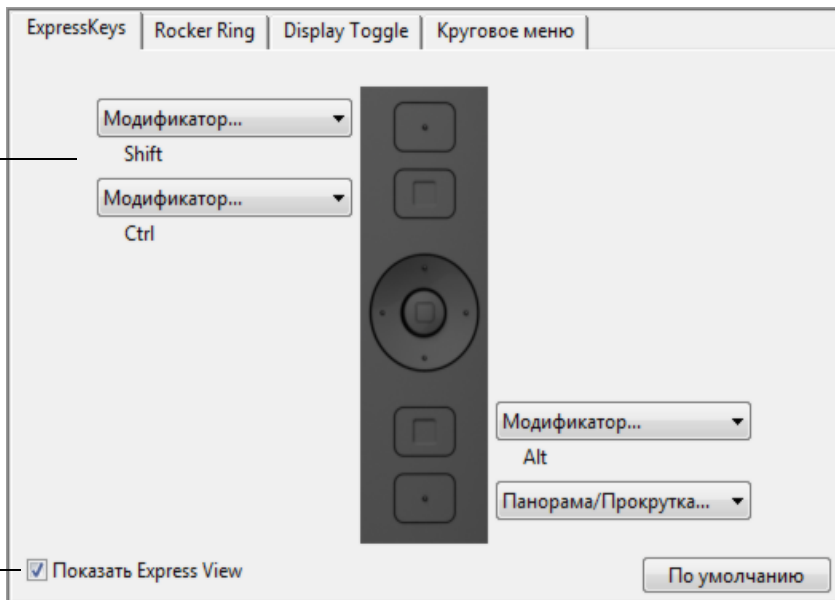 ExpressKeys Rocker Ring Display Toggle Круговое меню
Модификатор...
Shift
Модификатор...
Ctrl
Модификатор...
Alt
Панорама/Прокрутка...
Показать Express View
По умолчанию